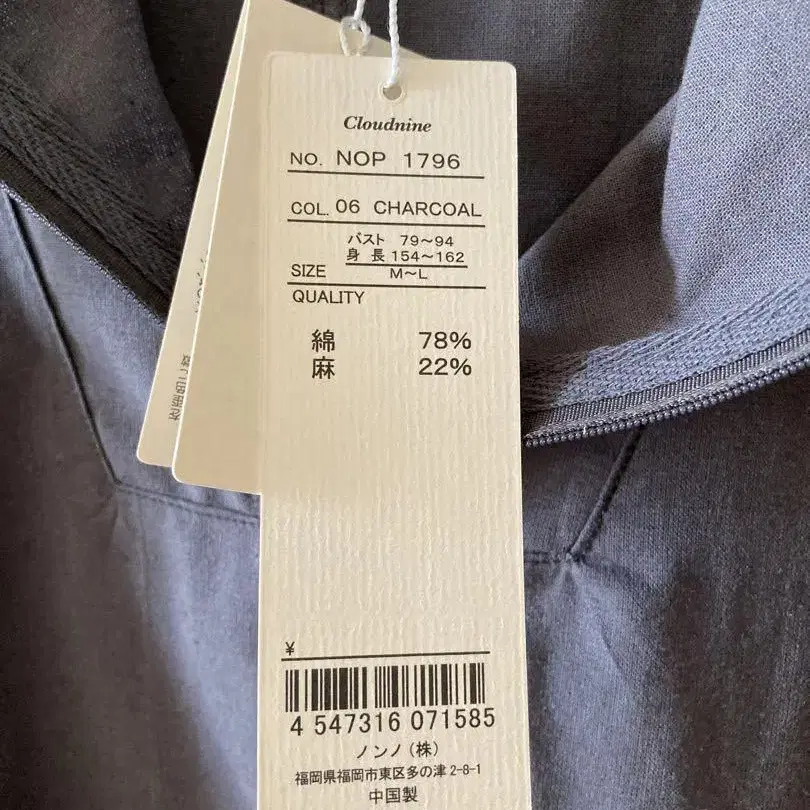 Cloudnine
NO. NOP 1796
COL. 06 CHARCOAL
バスト 79～94
身 長 154～162
SIZE M～L
QUALITY
綿 78%
麻 22%
¥
4 547316 071585
ノンノ（株）
福岡県福岡市東区多の津 2-8-1
中国製